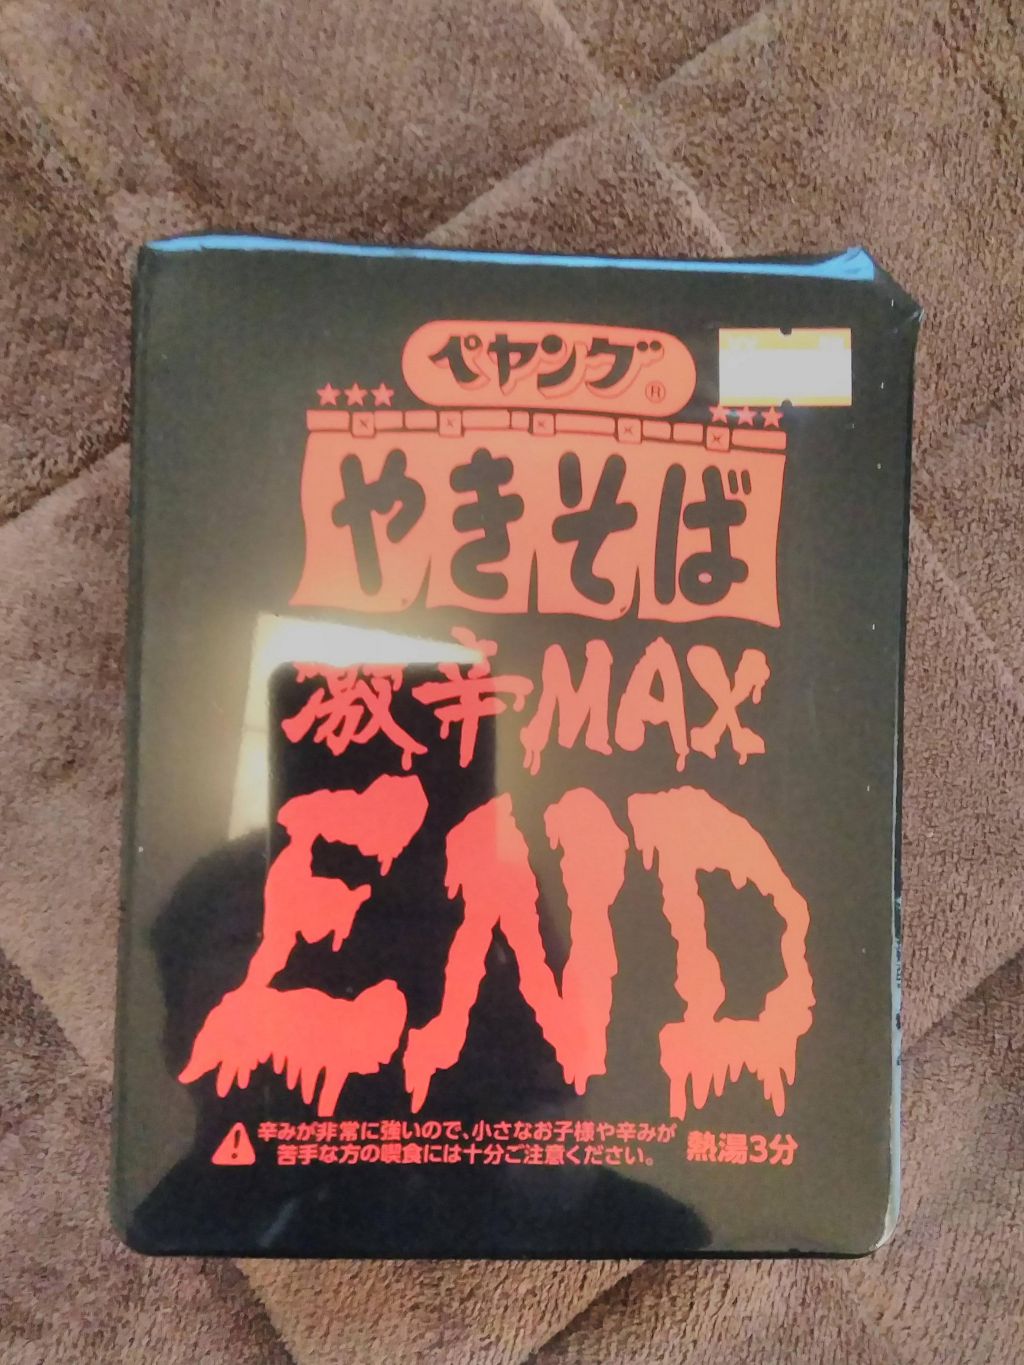 ペヤング®
やきそば
激辛MAX
END
辛みが非常に強いので、小さなお子様や辛みが
苦手な方の喫食には十分ご注意ください。
熱湯3分